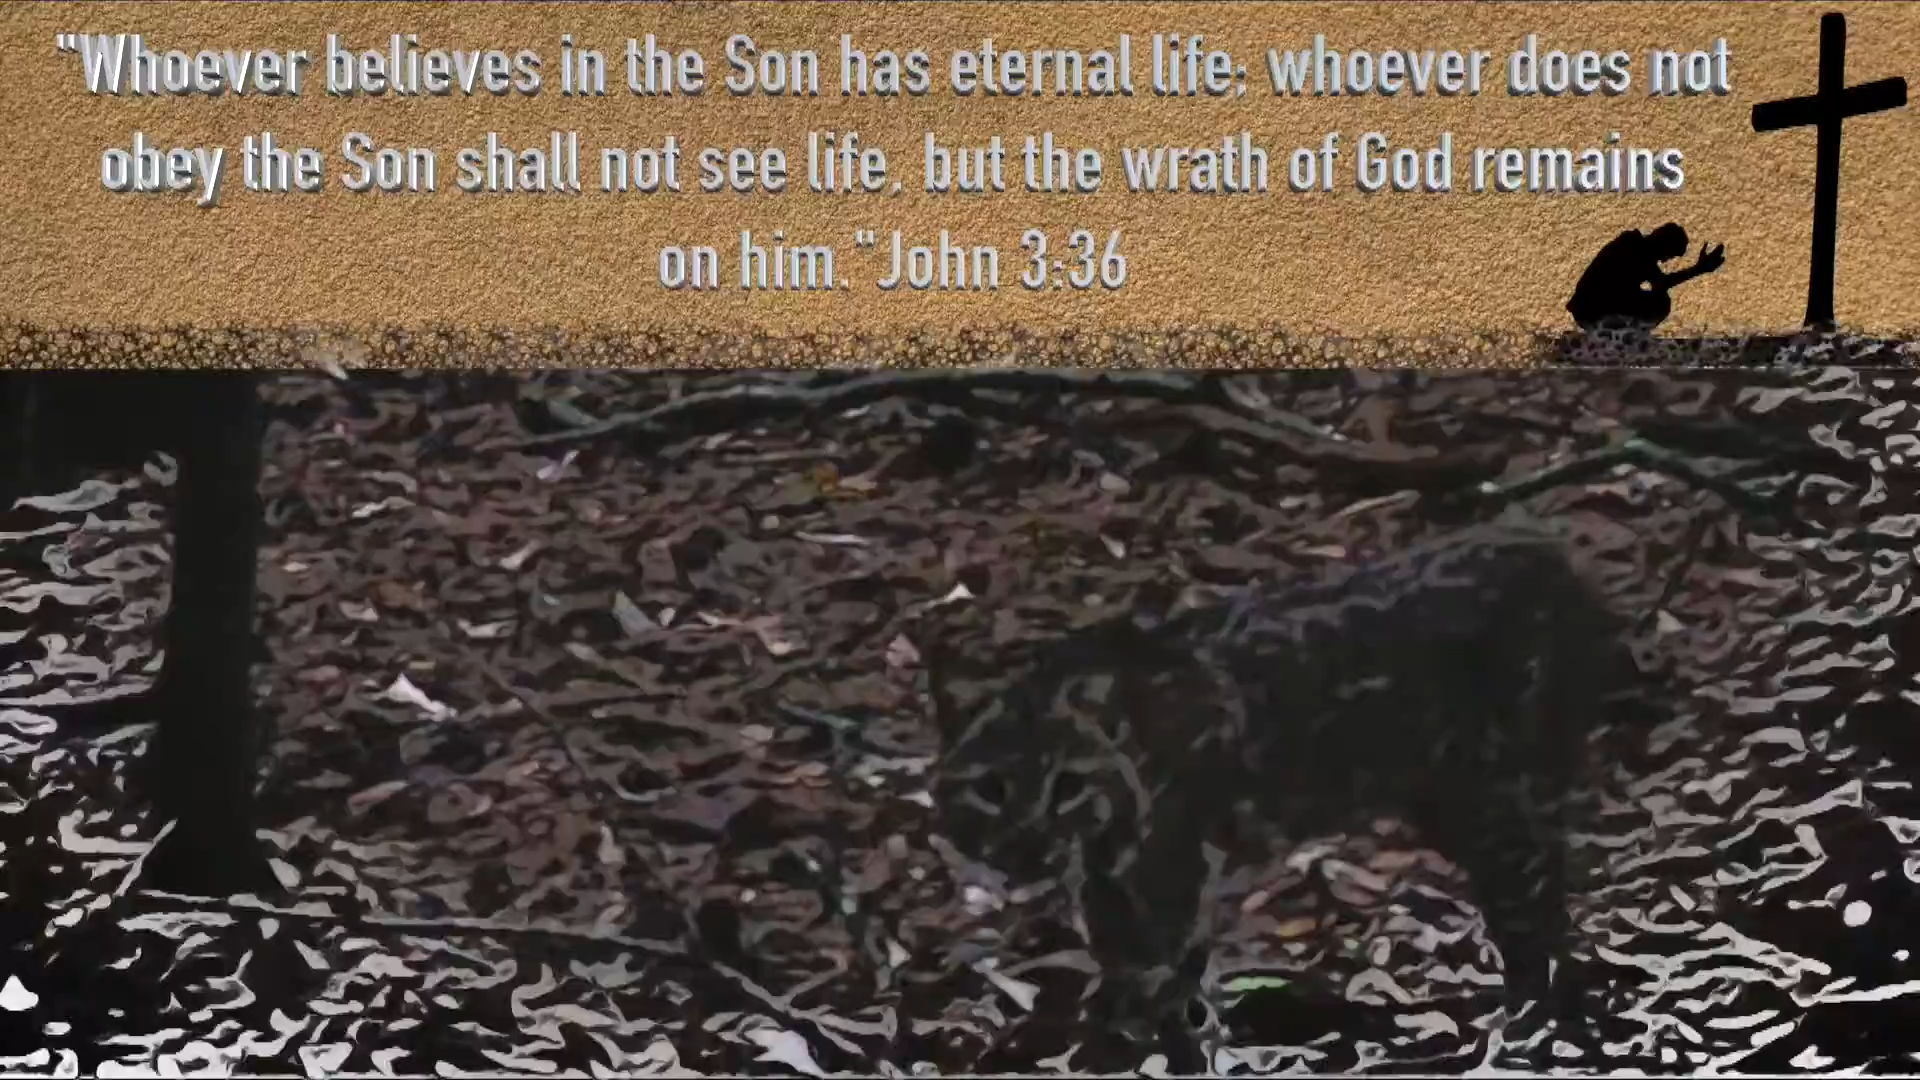 "Whoever believes in the Son has eternal life; whoever does not
obey the Son shall not see life, but the wrath of God remains
on him."John 3:36